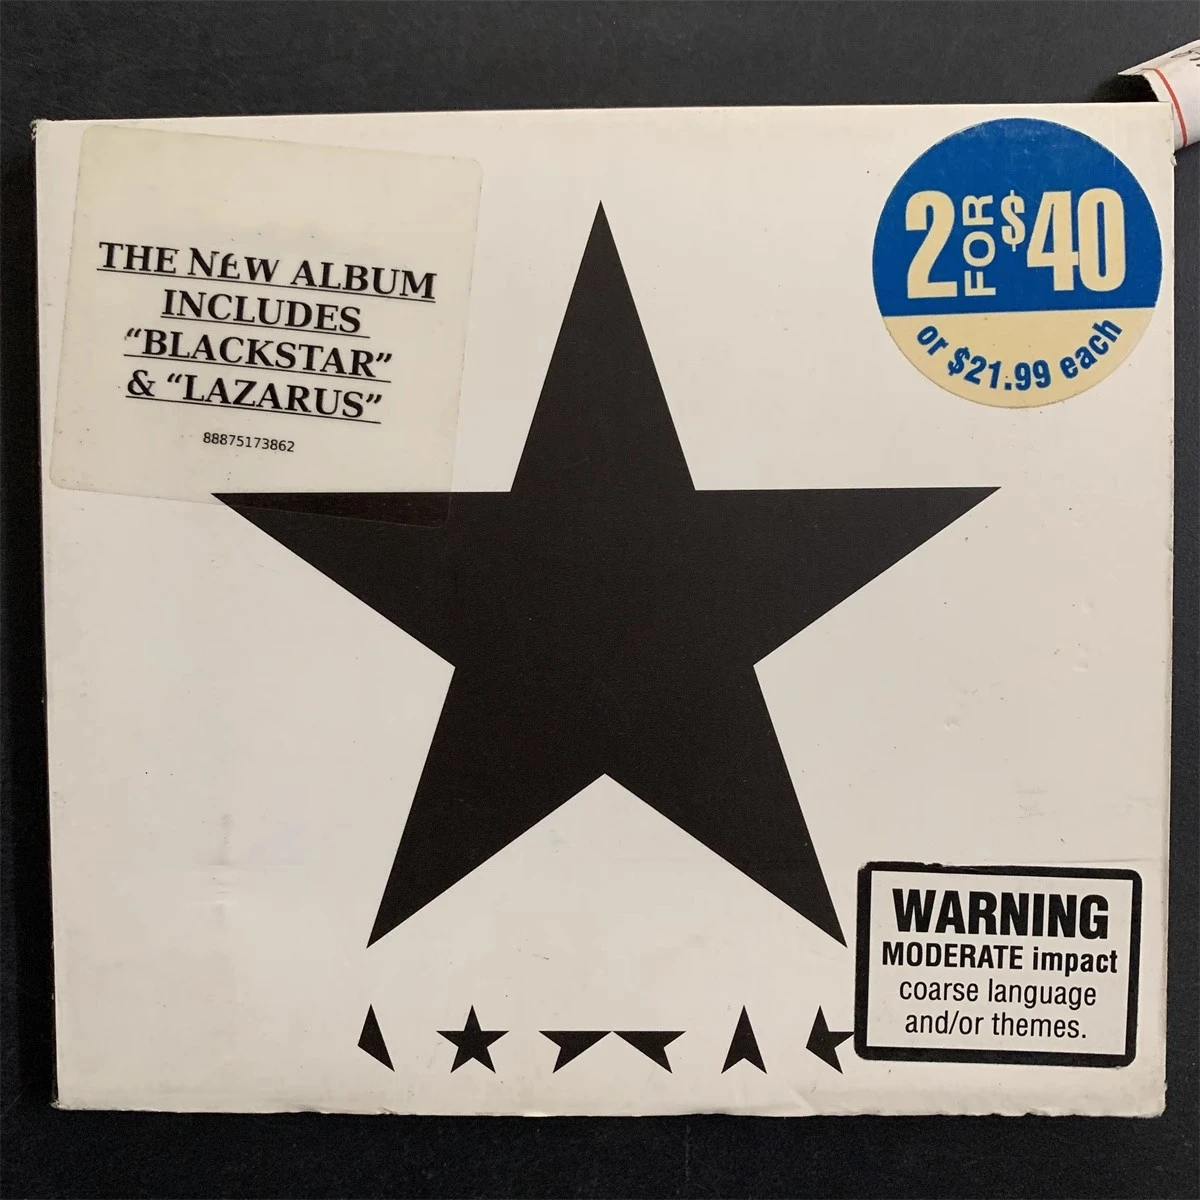 THE NEW ALBUM
INCLUDES
“BLACKSTAR”
& “LAZARUS”
88875173862
2 FOR $40
or $21.99 each
WARNING
MODERATE impact
coarse language
and/or themes.